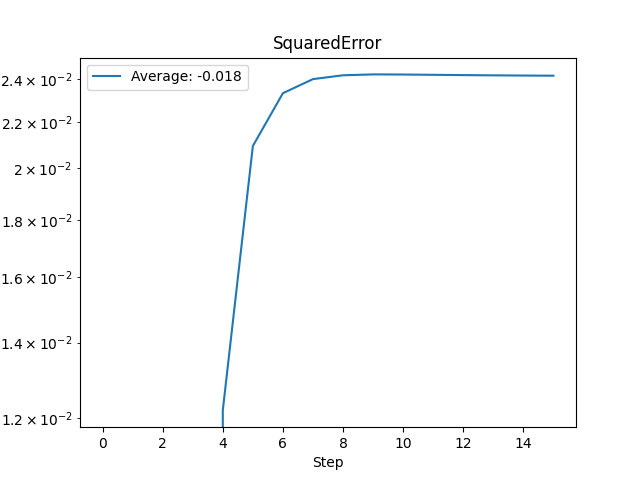 SquaredError
Average: -0.018
2.4 × 10⁻²
2.2 × 10⁻²
2 × 10⁻²
1.8 × 10⁻²
1.6 × 10⁻²
1.4 × 10⁻²
1.2 × 10⁻²
0 2 4 6 8 10 12 14
Step